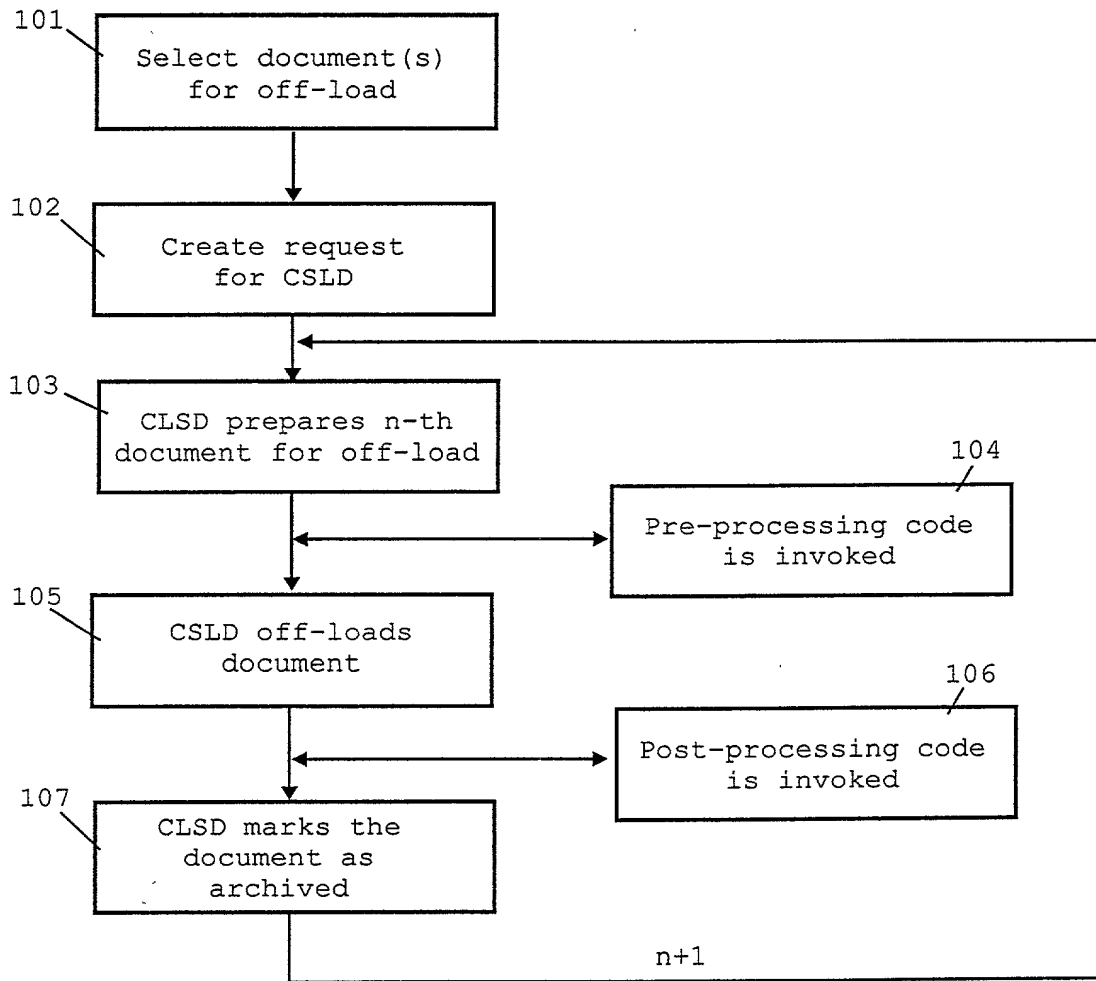 101
Select document(s)
for off-load
102
Create request
for CSLD
103
CLSD prepares n-th
document for off-load
104
Pre-processing code
is invoked
105
CSLD off-loads
document
106
Post-processing code
is invoked
107
CLSD marks the
document as
archived
n+1